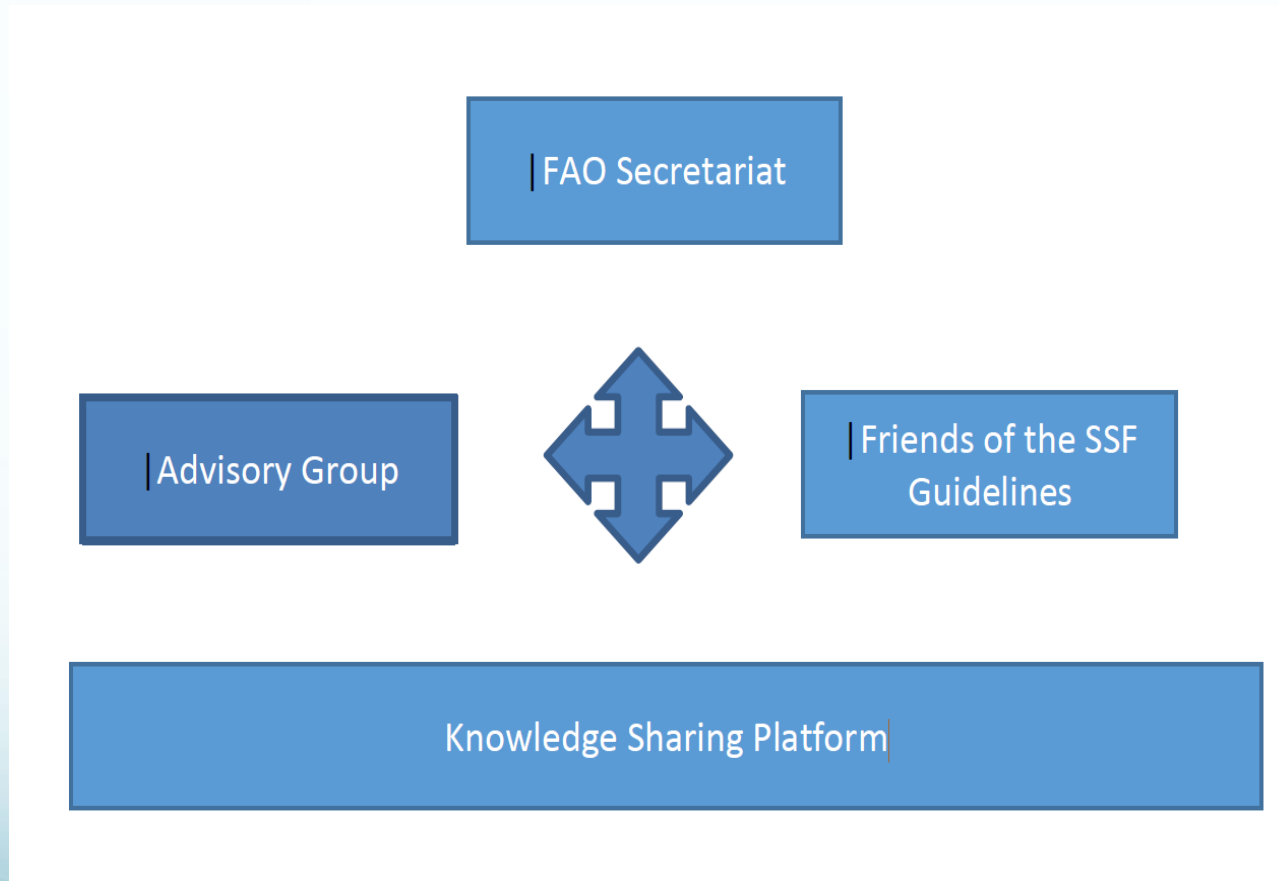 FAO Secretariat
Advisory Group
Friends of the SSF
Guidelines
Knowledge Sharing Platform